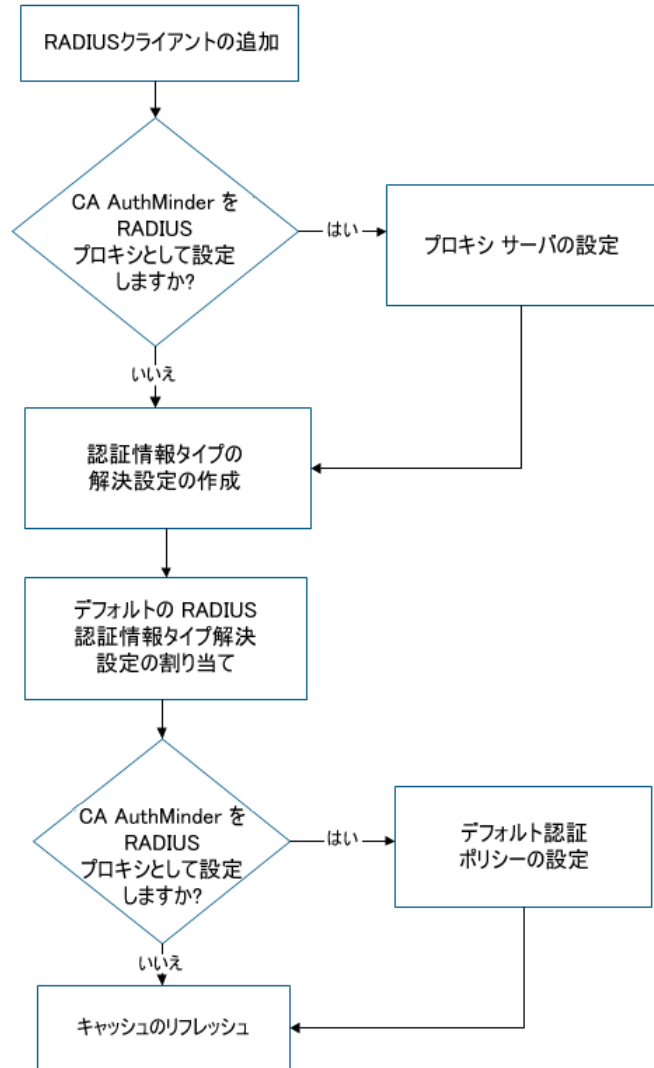 RADIUSクライアントの追加
CA AuthMinder を
RADIUS
プロキシとして設定
しますか?
はい
プロキシ サーバの設定
いいえ
認証情報タイプの
解決設定の作成
デフォルトの RADIUS
認証情報タイプ解決
設定の割り当て
CA AuthMinder を
RADIUS
プロキシとして設定
しますか?
はい
デフォルト認証
ポリシーの設定
いいえ
キャッシュのリフレッシュ